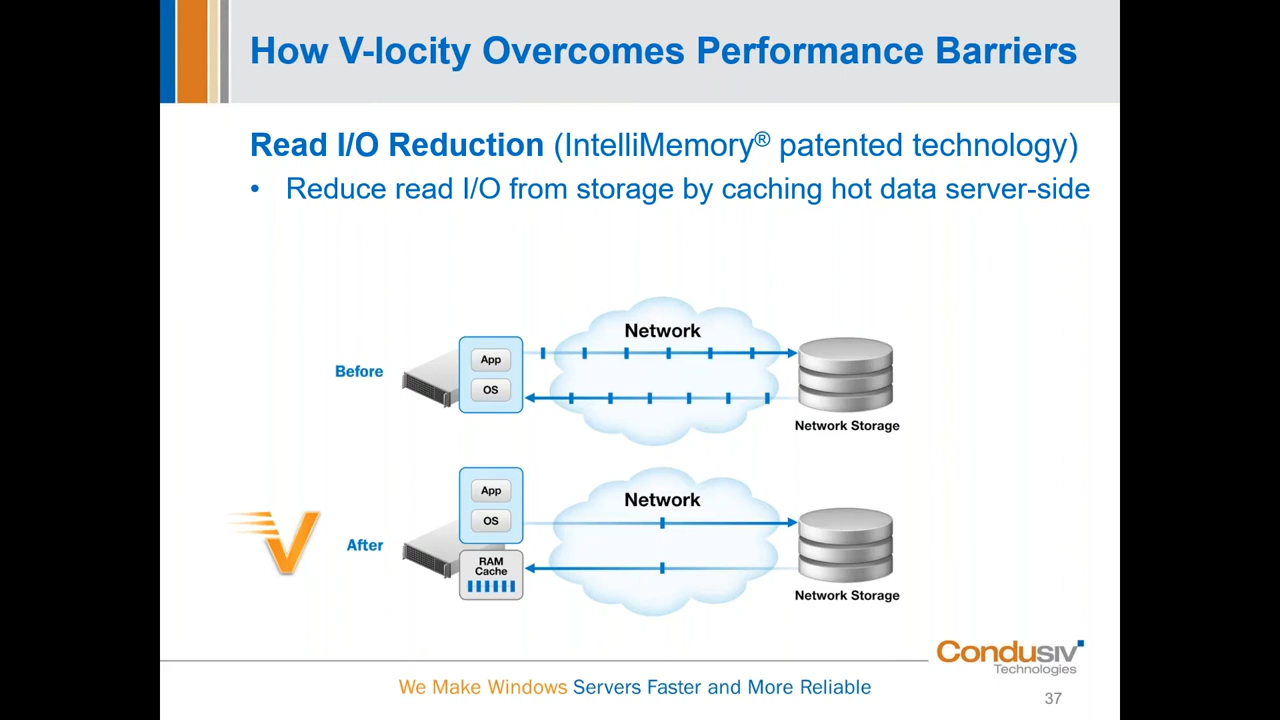 How V-locity Overcomes Performance Barriers
Read I/O Reduction (IntelliMemory® patented technology)
• Reduce read I/O from storage by caching hot data server-side
Network
App
Before
OS
Network Storage
App
Network
OS
After
RAM
Cache
Network Storage
Condusiv
Technologies
We Make Windows Servers Faster and More Reliable
37